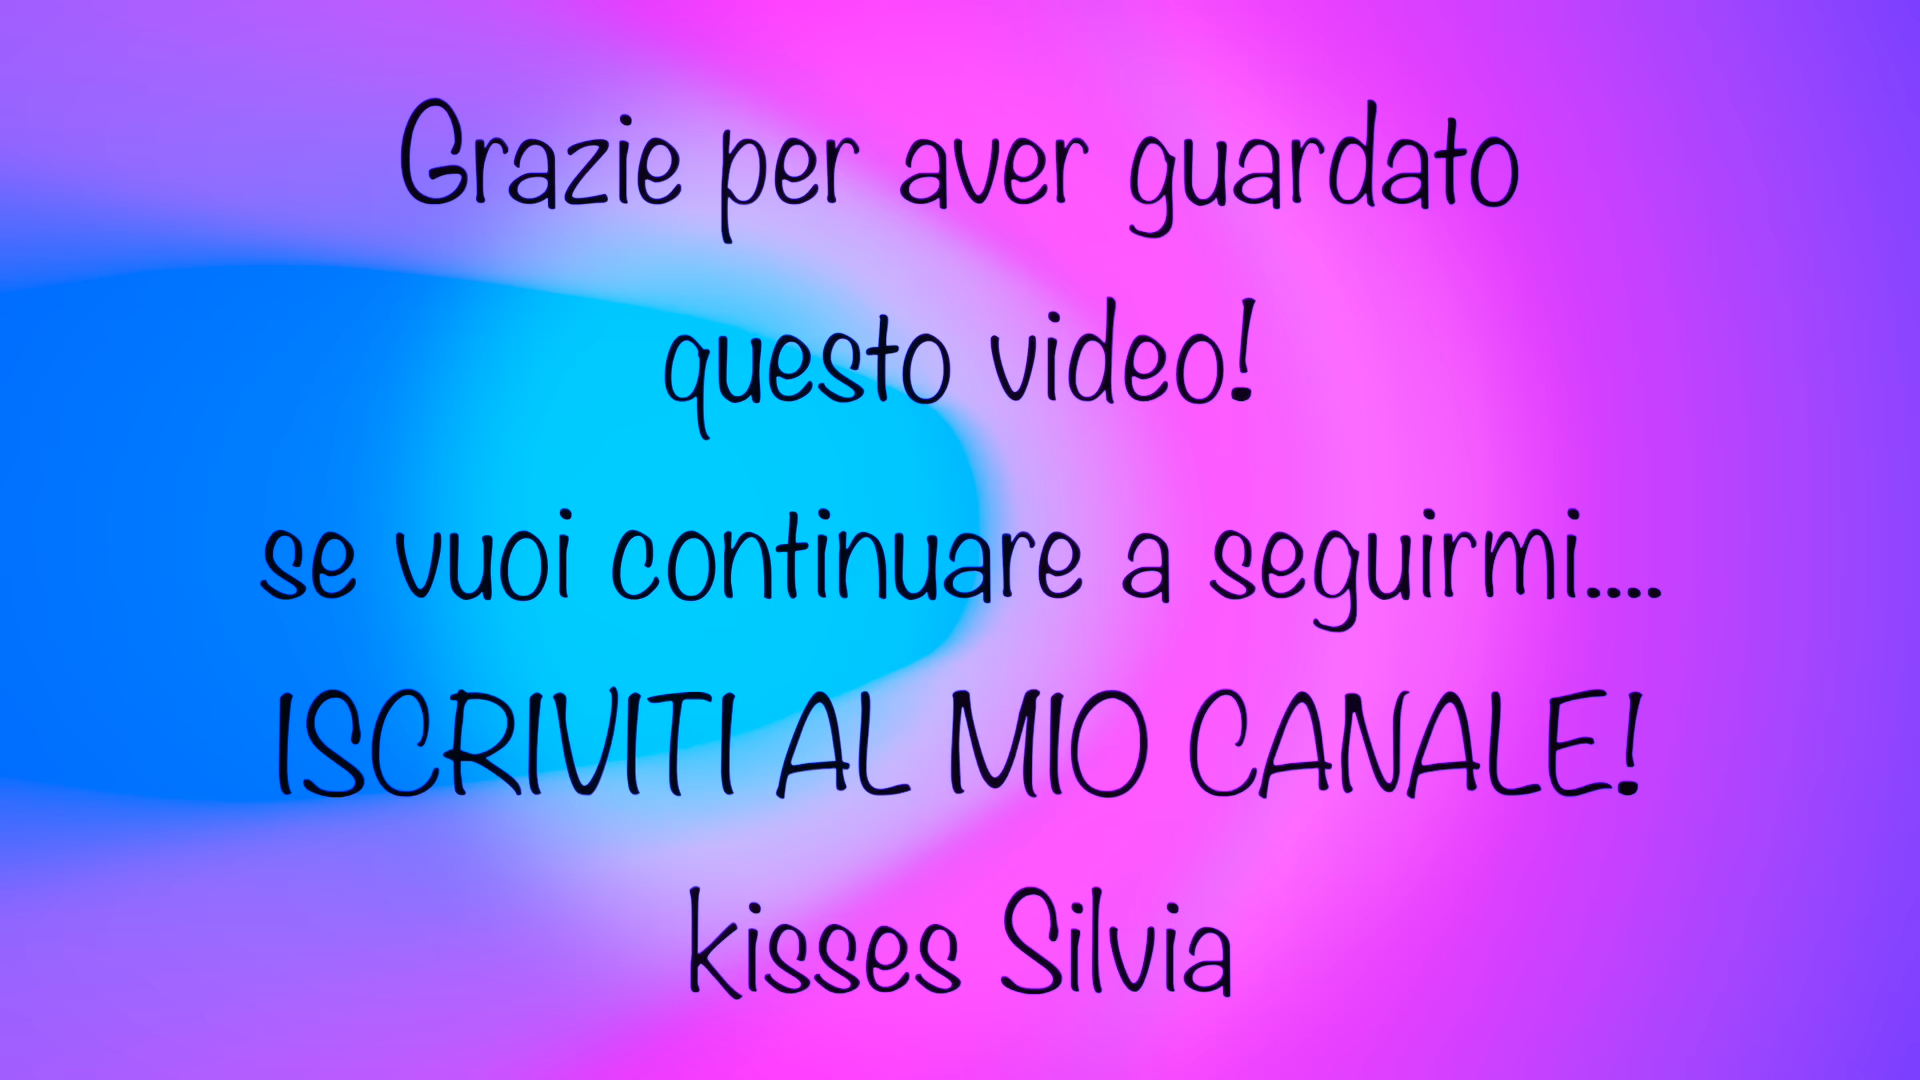 Grazie per aver guardato
questo video!
se vuoi continuare a seguirmi....
ISCRIVITI AL MIO CANALE!
kisses Silvia